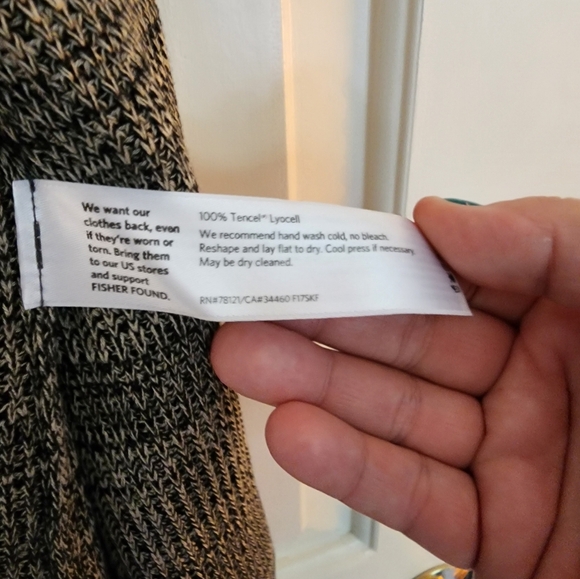 We want our
clothes back, even
if they're worn or
torn. Bring them
to our US stores
and support
FISHER FOUND.
100% Tencel™ Lyocell
We recommend hand wash cold, no bleach.
Reshape and lay flat to dry. Cool press if necessary.
May be dry cleaned.
RN#78121/CA#34460 F17SKF